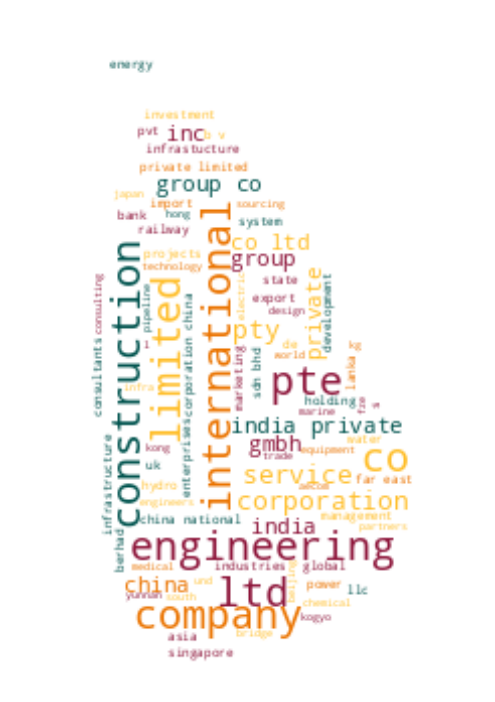 energy
investment
pvt inc b v
infrastucture
private limited
group co
japan import sourcing
bank hong system
railway
co ltd
projects group
technology
state
export
design
construction
limited
international
private
development
consulting
consultants
pipeline
corporation china
enterprises
electric
pty
de
world
kg
marketing
sdn bhd
pte
lanka
l
infra
holding
marine
fze
india private
kong gmbh water
trade equipment
uk service co
aecom far east
hydro
engineers corporation
infrastructure
china national management
india partners
berhad
engineering
medical industries global
china und ltd power llc
yunnan south beijing chemical
company kogyo
asia bridge
singapore